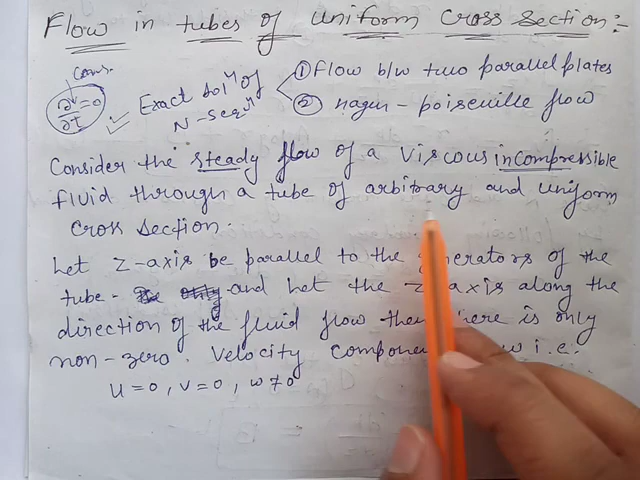 Flow in tubes of uniform cross section:-
cons.
∂/∂t = 0
Exact solⁿ of N-S eqⁿ
① Flow b/w two parallel plates
② nagen - poiseuille flow
Consider the steady flow of a viscous incompressible
fluid through a tube of arbitrary and uniform
cross section.
Let z-axis be parallel to the generators of the
tube. and let the z-axis along the
direction of the fluid flow then there is only
non-zero. Velocity component w i.e.
u=0, v=0, w≠0